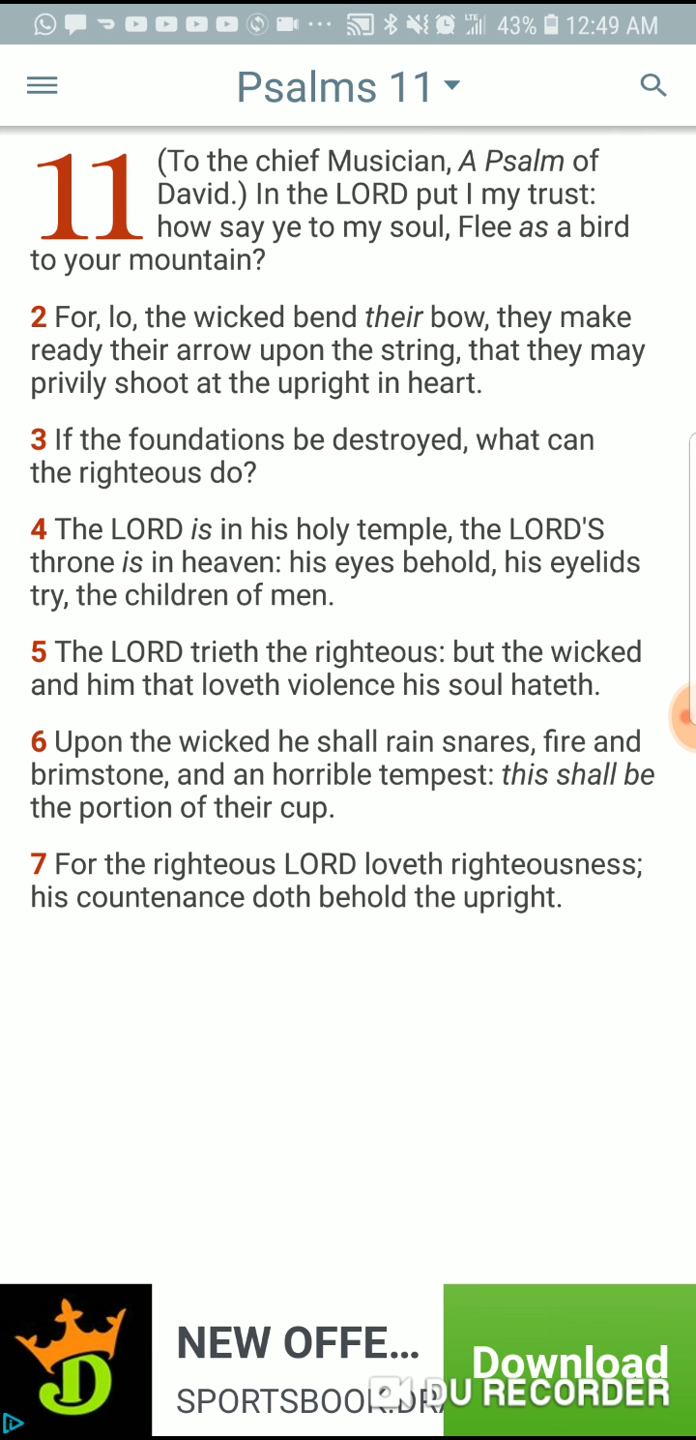 43% 12:49 AM
Psalms 11
11 (To the chief Musician, A Psalm of
David.) In the LORD put I my trust:
how say ye to my soul, Flee as a bird
to your mountain?
2 For, lo, the wicked bend their bow, they make
ready their arrow upon the string, that they may
privily shoot at the upright in heart.
3 If the foundations be destroyed, what can
the righteous do?
4 The LORD is in his holy temple, the LORD'S
throne is in heaven: his eyes behold, his eyelids
try, the children of men.
5 The LORD trieth the righteous: but the wicked
and him that loveth violence his soul hateth.
6 Upon the wicked he shall rain snares, fire and
brimstone, and an horrible tempest: this shall be
the portion of their cup.
7 For the righteous LORD loveth righteousness;
his countenance doth behold the upright.
NEW OFFE...
Download
DU RECORDER